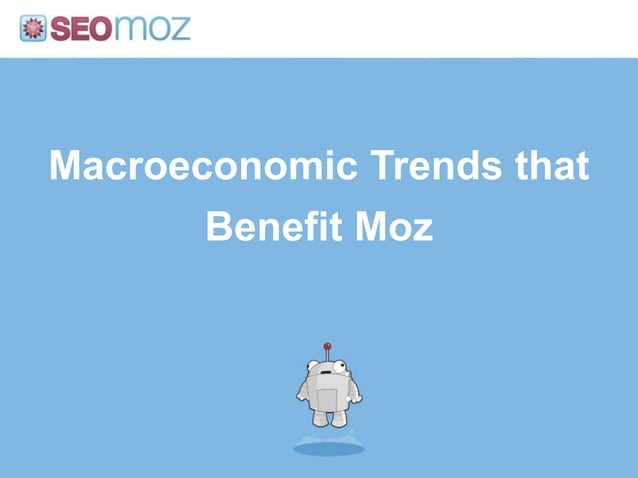 SEOmoz
Macroeconomic Trends that
Benefit Moz